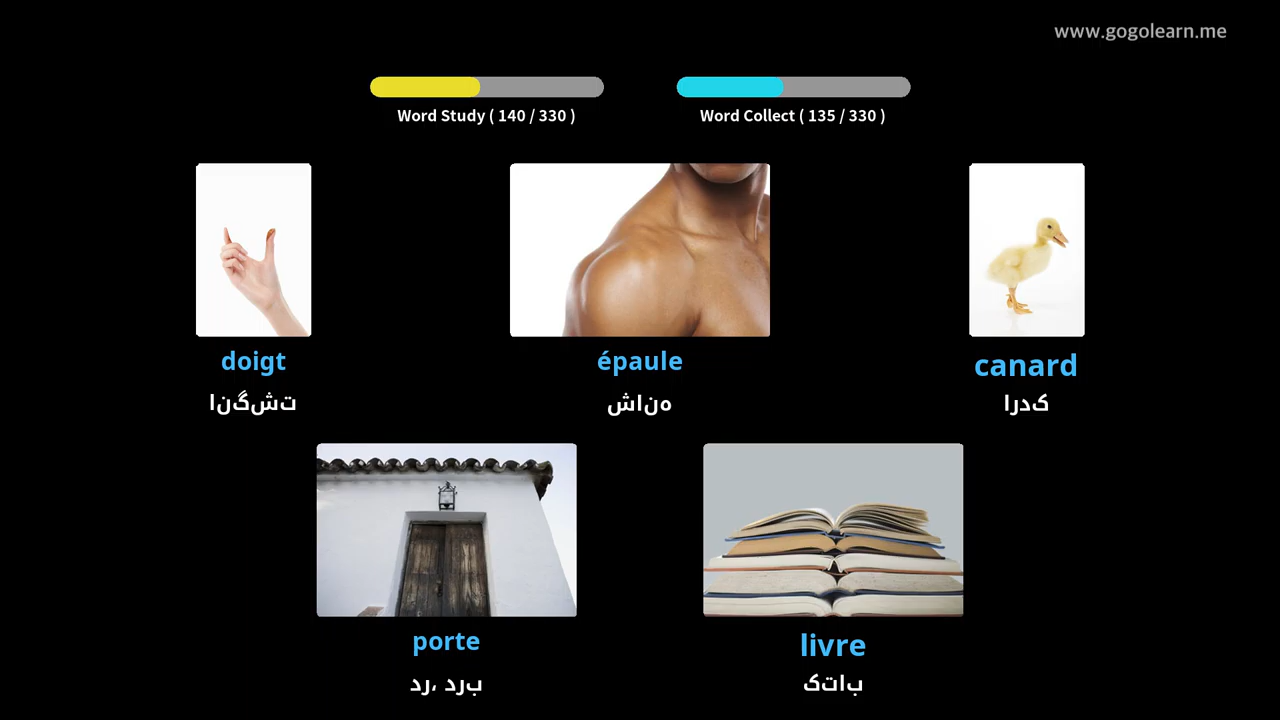 www.gogolearn.me
Word Study ( 140 / 330 )
Word Collect ( 135 / 330 )
doigt
تشگنا
épaule
هناش
canard
کدرا
porte
برد ،رد
livre
باتک